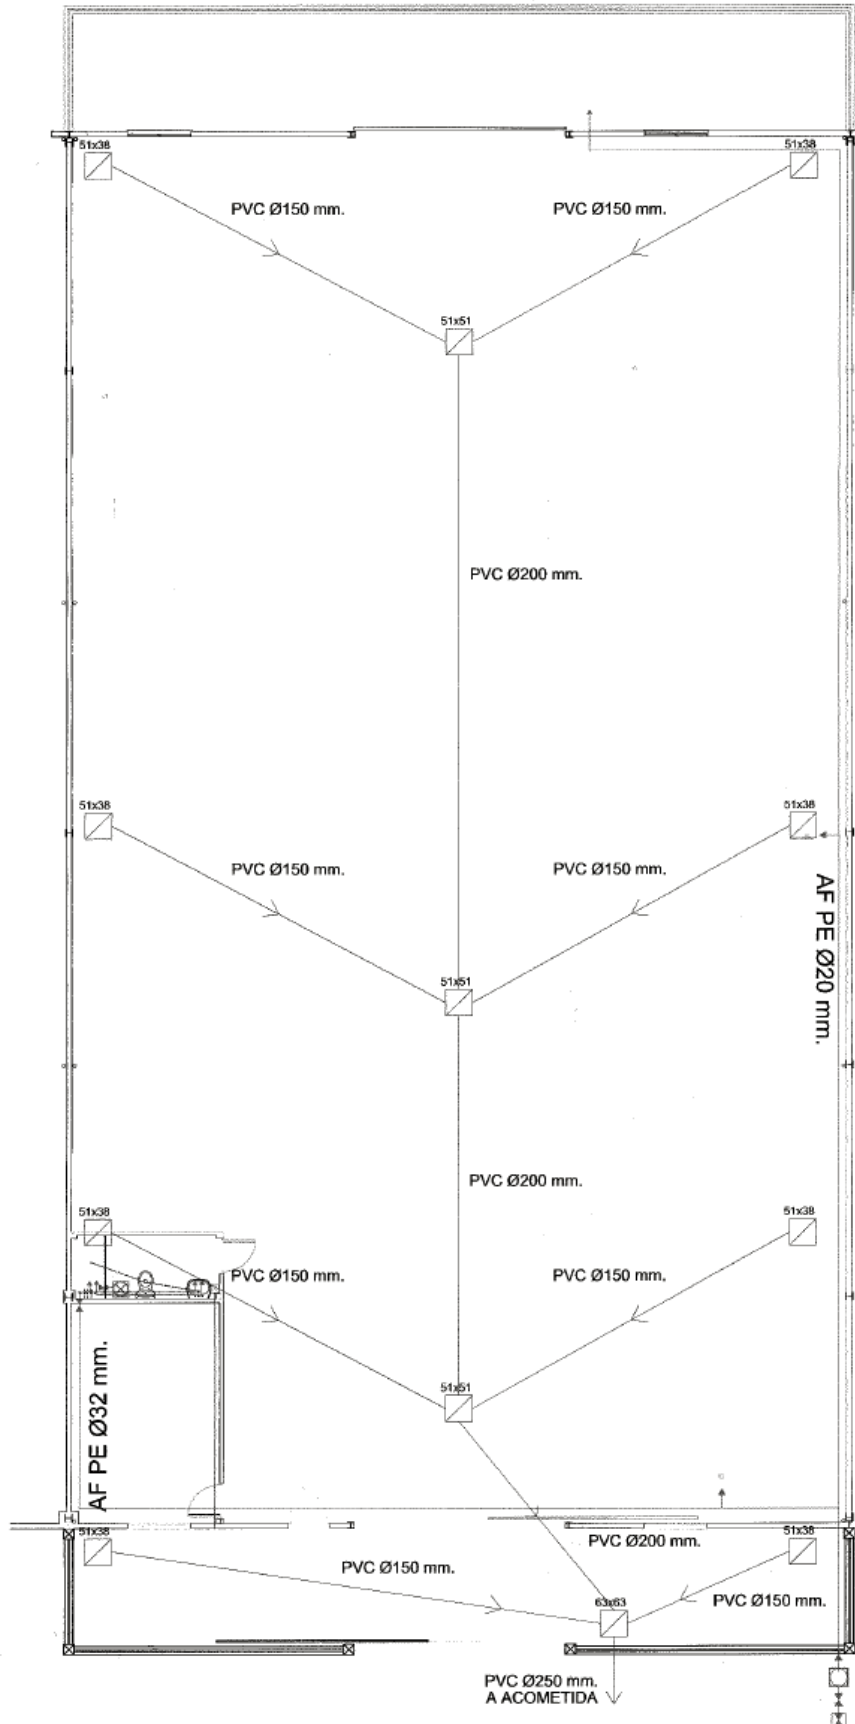 51x38
51x38
PVC Ø150 mm.
PVC Ø150 mm.
51x51
PVC Ø200 mm.
51x38
51x38
PVC Ø150 mm.
PVC Ø150 mm.
AF PE Ø20 mm.
51x51
PVC Ø200 mm.
51x38
51x38
PVC Ø150 mm.
PVC Ø150 mm.
AF PE Ø32 mm.
51x51
51x38
51x38
PVC Ø200 mm.
PVC Ø150 mm.
PVC Ø150 mm.
63x63
PVC Ø250 mm.
A ACOMETIDA